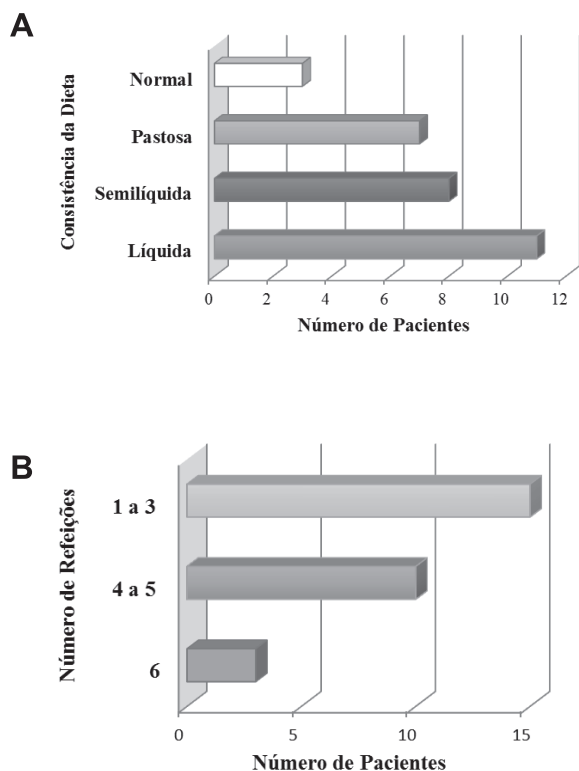 A
Consistência da Dieta
Normal
Pastosa
Semilíquida
Líquida
0 2 4 6 8 10 12
Número de Pacientes
B
Número de Refeições
1 a 3
4 a 5
6
0 5 10 15
Número de Pacientes